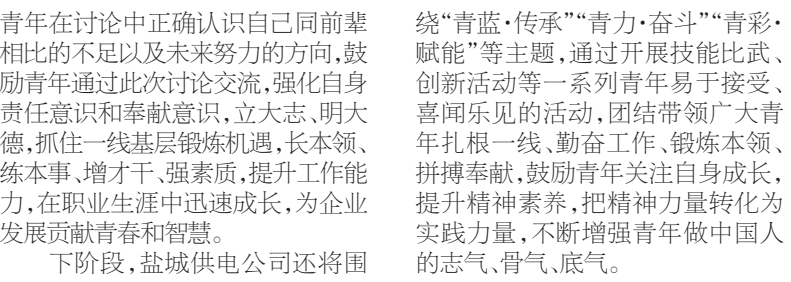 青年在讨论中正确认识自己同前辈
相比的不足以及未来努力的方向,鼓
励青年通过此次讨论交流,强化自身
责任意识和奉献意识,立大志、明大
德,抓住一线基层锻炼机遇,长本领、
练本事、增才干、强素质,提升工作能
力,在职业生涯中迅速成长,为企业
发展贡献青春和智慧。
下阶段,盐城供电公司还将围
绕“青蓝·传承”“青力·奋斗”“青彩·
赋能”等主题,通过开展技能比武、
创新活动等一系列青年易于接受、
喜闻乐见的活动,团结带领广大青
年扎根一线、勤奋工作、锻炼本领、
拼搏奉献,鼓励青年关注自身成长,
提升精神素养,把精神力量转化为
实践力量,不断增强青年做中国人
的志气、骨气、底气。